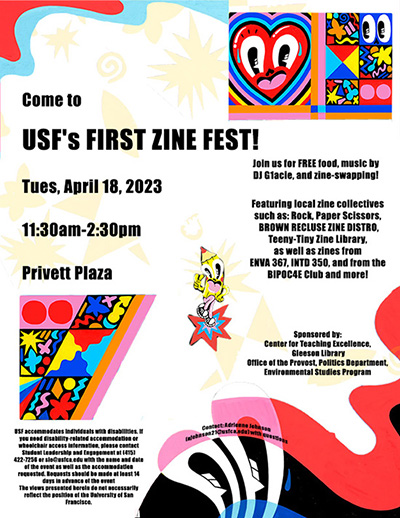 Come to
USF's FIRST ZINE FEST!
Tues, April 18, 2023
11:30am-2:30pm
Privett Plaza
Join us for FREE food, music by
DJ G1acie, and zine-swapping!
Featuring local zine collectives
such as: Rock, Paper Scissors,
BROWN RECLUSE ZINE DISTRO,
Teeny-Tiny Zine Library,
as well as zines from
ENVA 367, INTD 350, and from the
BIPOC4E Club and more!
Sponsored by:
Center for Teaching Excellence,
Gleeson Library
Office of the Provost, Politics Department,
Environmental Studies Program
USF accommodates individuals with disabilities. If
you need disability-related accommodation or
wheelchair access information, please contact
Student Leadership and Engagement at (415)
422-7256 or sle@usfca.edu with the name and date
of the event as well as the accommodation
requested. Requests should be made at least 14
days in advance of the event
The views presented herein do not necessarily
reflect the position of the University of San
Francisco.
Contact: Adrienne Johnson
(ajohnson21@usfca.edu) with questions